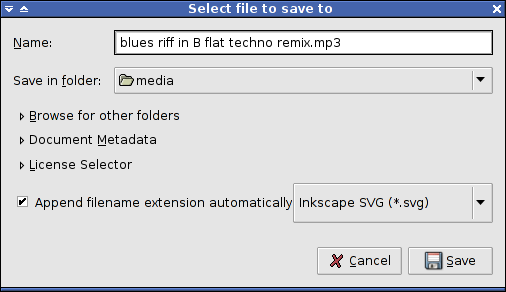 Select file to save to
Name: blues riff in B flat techno remix.mp3
Save in folder: media
Browse for other folders
Document Metadata
License Selector
Append filename extension automatically Inkscape SVG (*.svg)
Cancel Save